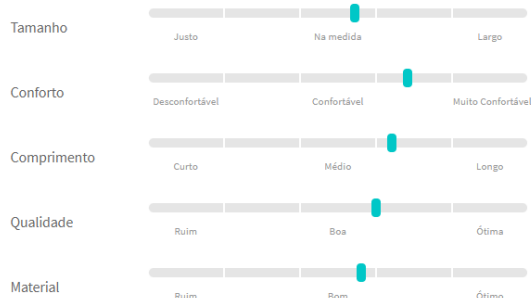 Tamanho
Justo Na medida Largo
Conforto
Desconfortável Confortável Muito Confortável
Comprimento
Curto Médio Longo
Qualidade
Ruim Boa Ótima
Material
Ruim Bom Ótimo